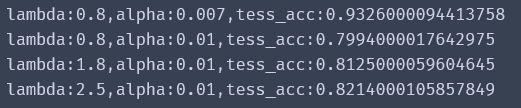 lambda:0.8,alpha:0.007,tess_acc:0.9326000094413758
lambda:0.8,alpha:0.01,tess_acc:0.7994000017642975
lambda:1.8,alpha:0.01,tess_acc:0.8125000059604645
lambda:2.5,alpha:0.01,tess_acc:0.8214000105857849